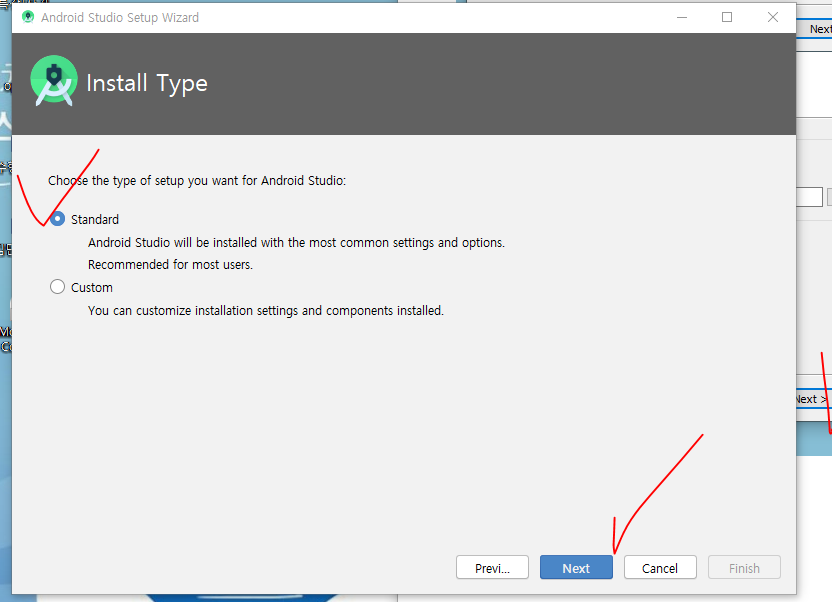 Android Studio Setup Wizard
Install Type
Choose the type of setup you want for Android Studio:
Standard
Android Studio will be installed with the most common settings and options.
Recommended for most users.
Custom
You can customize installation settings and components installed.
Previ...
Next
Cancel
Finish
Next
Next >